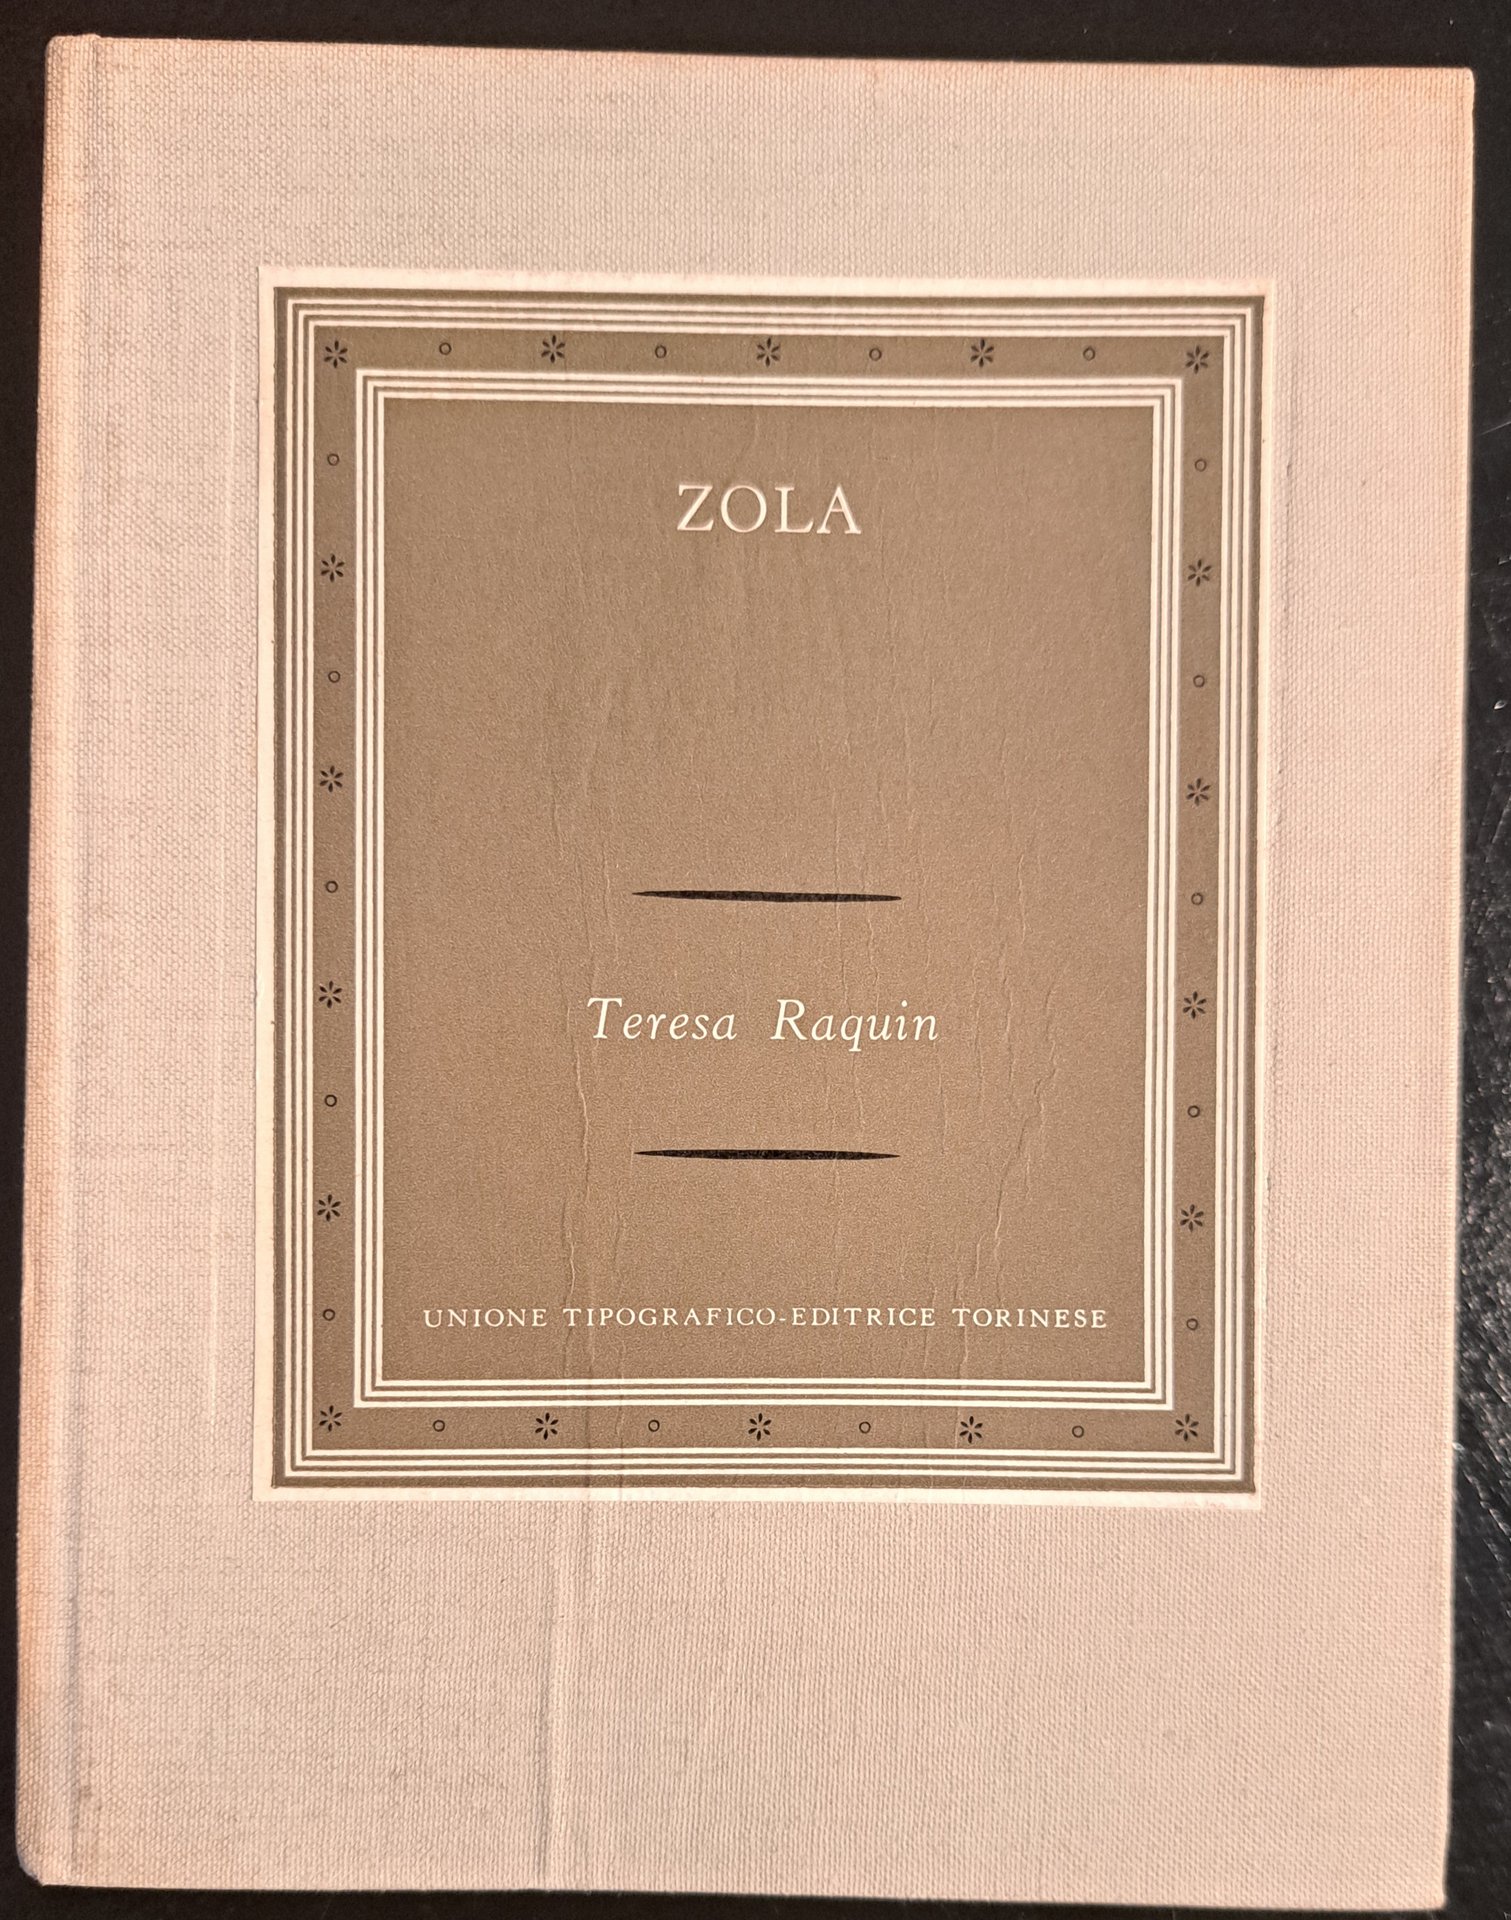 ZOLA
Teresa Raquin
UNIONE TIPOGRAFICO-EDITRICE TORINESE